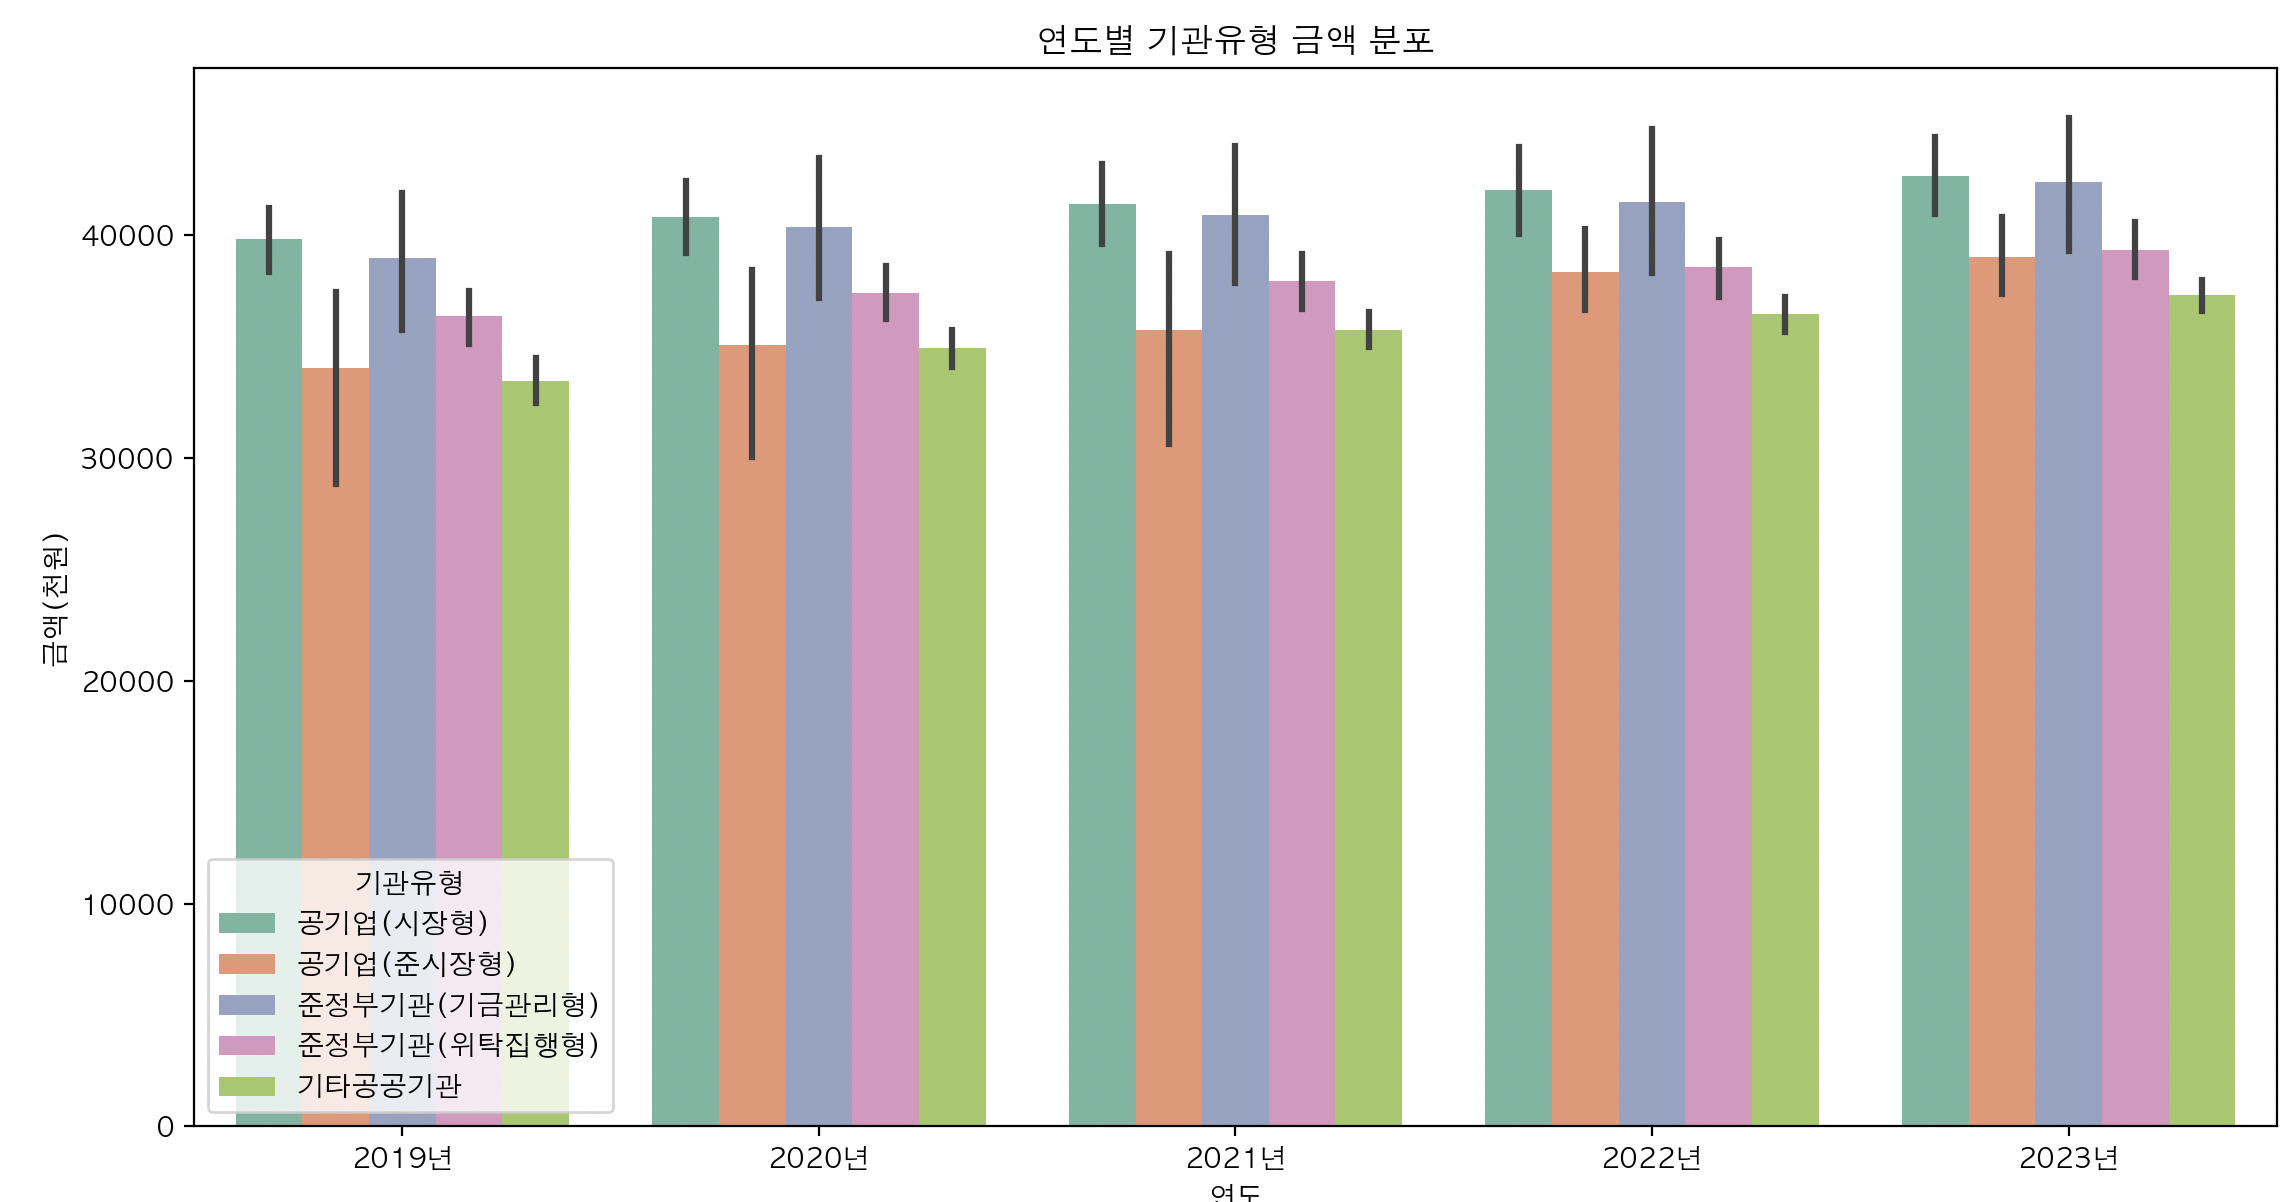 연도별 기관유형 금액 분포
금액(천원)
40000
30000
20000
10000
0
기관유형
공기업(시장형)
공기업(준시장형)
준정부기관(기금관리형)
준정부기관(위탁집행형)
기타공공기관
2019년
2020년
2021년
2022년
2023년
연도